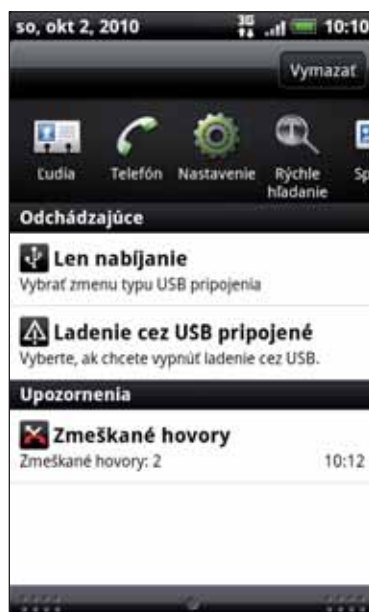 so, okt 2, 2010 3G 10:10
Vymazať
Ľudia Telefón Nastavenie Rýchle hľadanie Sp
Odchádzajúce
Len nabíjanie
Vybrať zmenu typu USB pripojenia
Ladenie cez USB pripojené
Vyberte, ak chcete vypnúť ladenie cez USB.
Upozornenia
Zmeškané hovory
Zmeškané hovory: 2 10:12